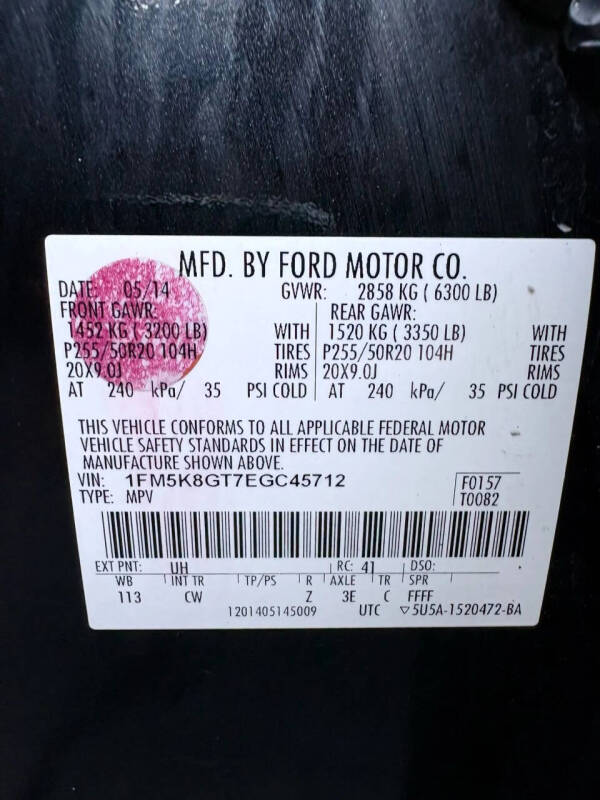 MFD. BY FORD MOTOR CO.
DATE: 05/14 GVWR: 2858 KG ( 6300 LB)
FRONT GAWR: REAR GAWR:
1452 KG ( 3200 LB) WITH 1520 KG ( 3350 LB) WITH
P255/50R20 104H TIRES P255/50R20 104H TIRES
20X9.0J RIMS 20X9.0J RIMS
AT 240 kPa/ 35 PSI COLD AT 240 kPa/ 35 PSI COLD
THIS VEHICLE CONFORMS TO ALL APPLICABLE FEDERAL MOTOR
VEHICLE SAFETY STANDARDS IN EFFECT ON THE DATE OF
MANUFACTURE SHOWN ABOVE.
VIN: 1FM5K8GT7EGC45712 F0157
TYPE: MPV T0082
EXT PNT: UH RC: 41 DSO:
WB INT TR TP/PS R AXLE TR SPR
113 CW Z 3E C FFFF
1201405145009 UTC ▽5U5A-1520472-BA